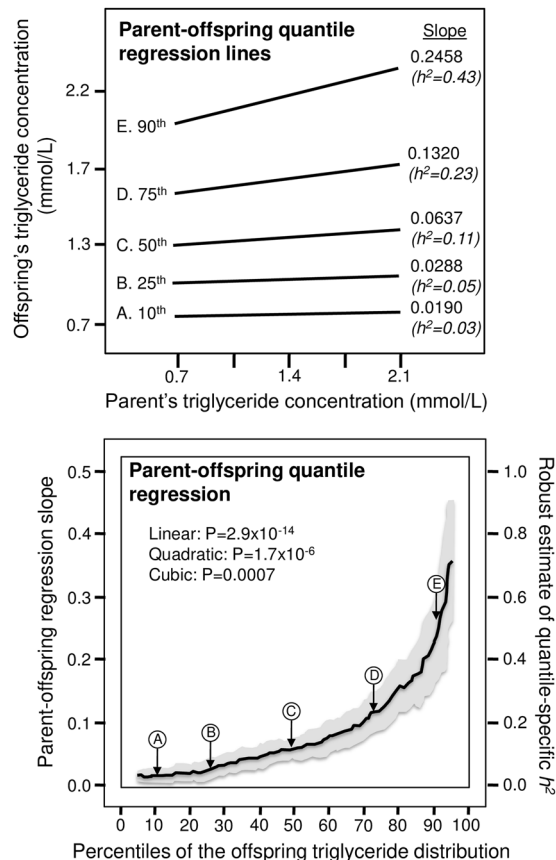 Parent-offspring quantile
regression lines
Slope
0.2458
(h²=0.43)
0.1320
(h²=0.23)
0.0637
(h²=0.11)
0.0288
(h²=0.05)
0.0190
(h²=0.03)
E. 90th
D. 75th
C. 50th
B. 25th
A. 10th
2.2
1.7
1.3
0.7
Offspring's triglyceride concentration
(mmol/L)
0.7 1.4 2.1
Parent's triglyceride concentration (mmol/L)
Parent-offspring quantile
regression
Linear: P=2.9x10⁻¹⁴
Quadratic: P=1.7x10⁻⁶
Cubic: P=0.0007
A
B
C
D
E
0.5
0.4
0.3
0.2
0.1
0.0
Parent-offspring regression slope
1.0
0.8
0.6
0.4
0.2
0.0
Robust estimate of
quantile-specific h²
0 10 20 30 40 50 60 70 80 90 100
Percentiles of the offspring triglyceride distribution